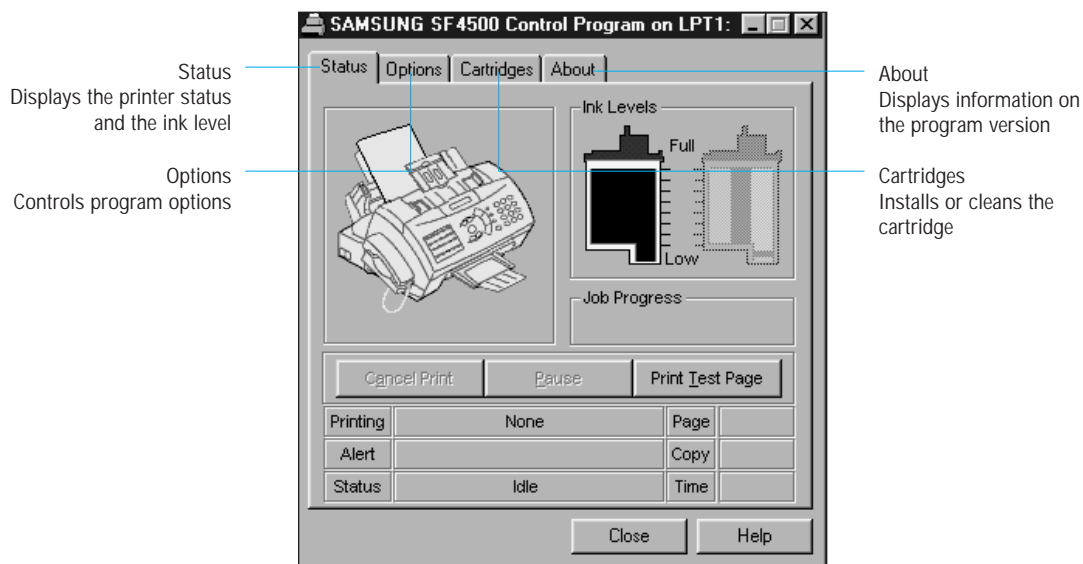 SAMSUNG SF4500 Control Program on LPT1:
Status
Options
Cartridges
About
Status
Displays the printer status
and the ink level
Options
Controls program options
About
Displays information on
the program version
Cartridges
Installs or cleans the
cartridge
Ink Levels
Full
Low
Job Progress
Cancel Print
Pause
Print Test Page
Printing
None
Page
Alert
Copy
Status
Idle
Time
Close
Help